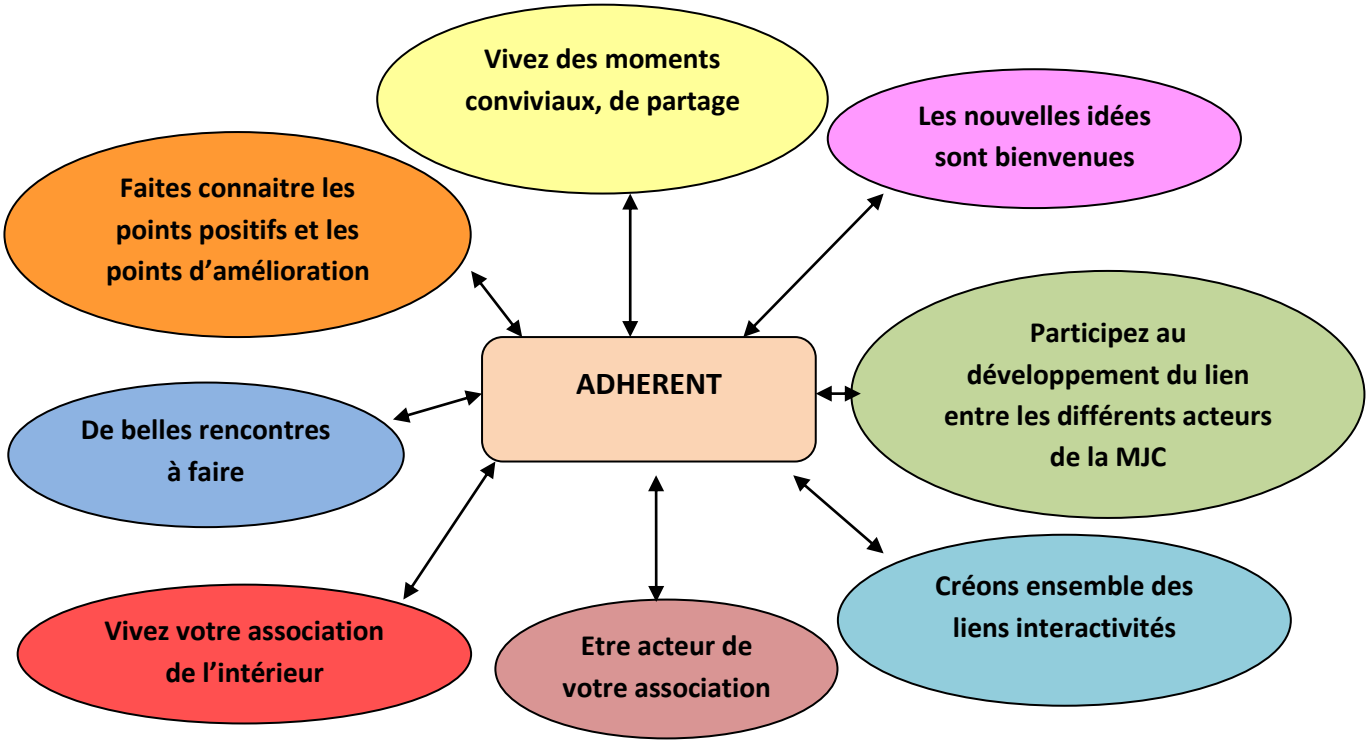 Vivez des moments
conviviaux, de partage
Les nouvelles idées
sont bienvenues
Faites connaitre les
points positifs et les
points d’amélioration
Participez au
développement du lien
entre les différents acteurs
de la MJC
ADHERENT
De belles rencontres
à faire
Créons ensemble des
liens interactivités
Vivez votre association
de l’intérieur
Etre acteur de
votre association